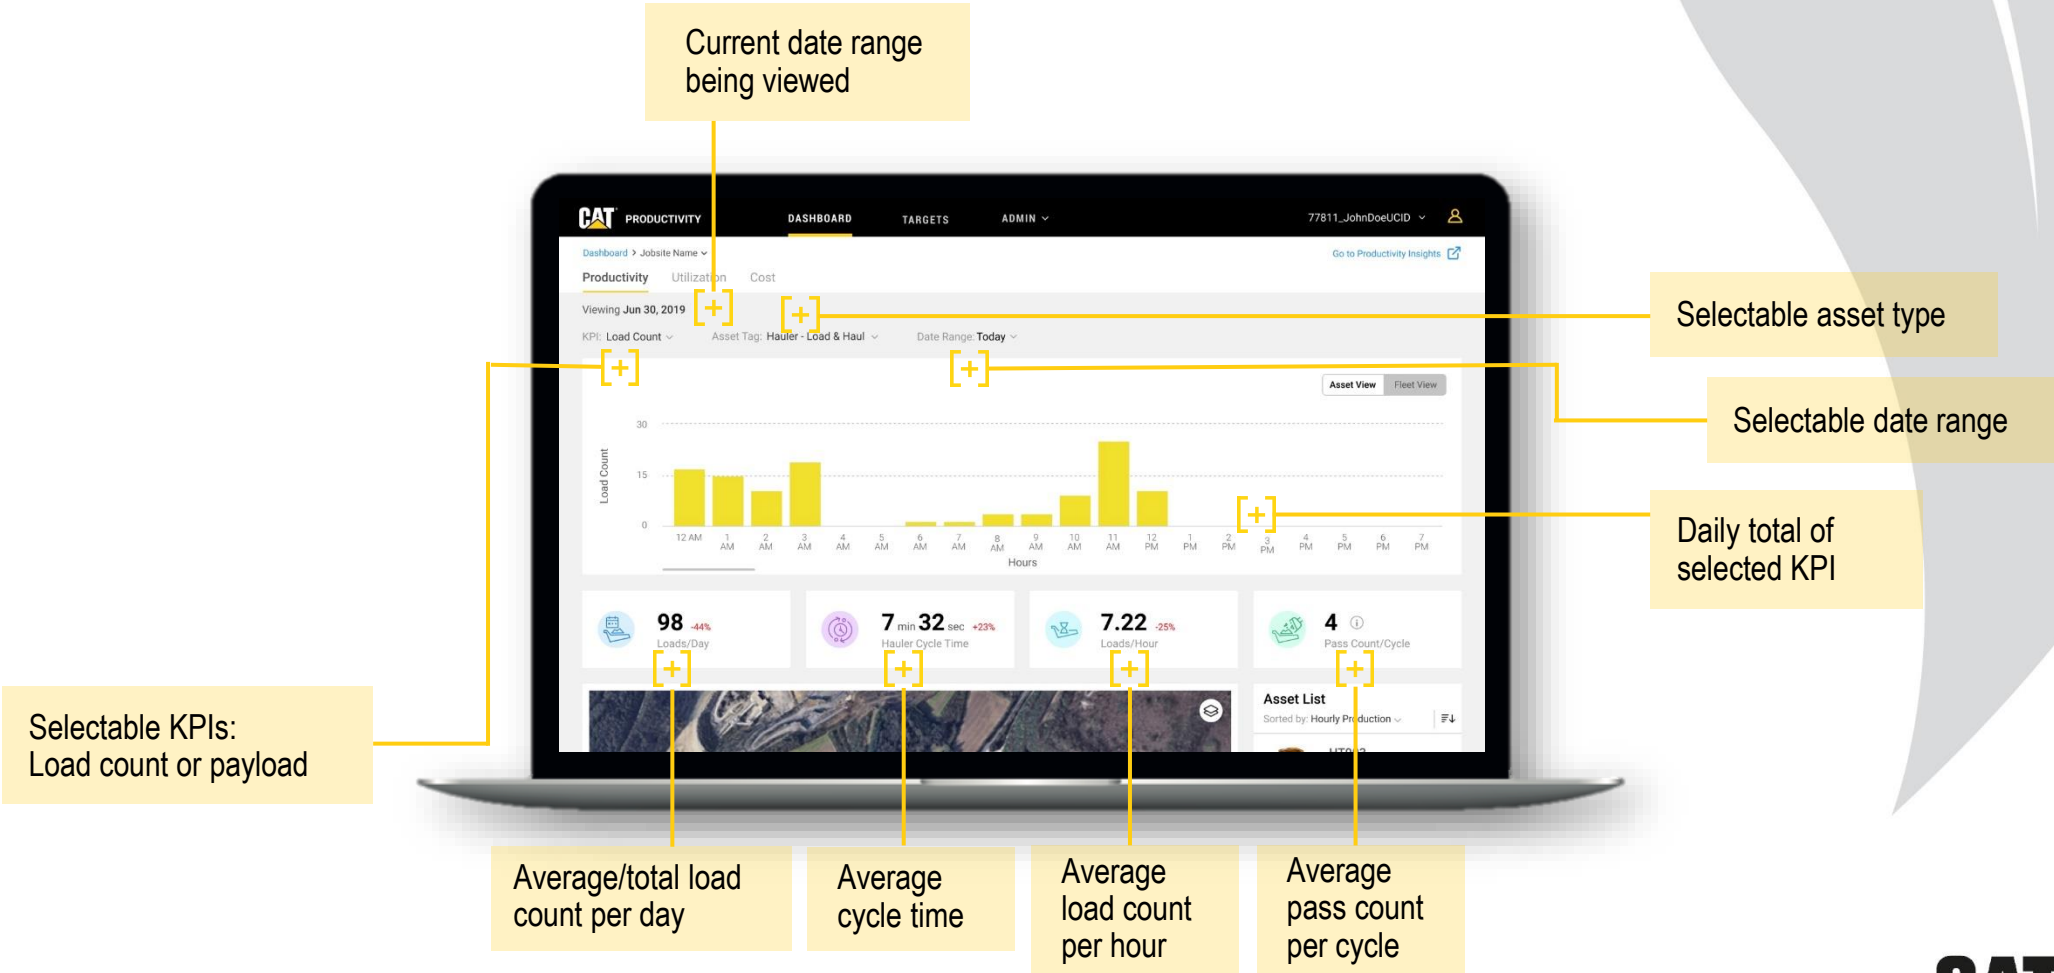 Current date range
being viewed
CAT PRODUCTIVITY DASHBOARD TARGETS ADMIN 77811_JohnDoeUCID
Dashboard > Jobsite Name Go to Productivity Insights
Productivity Utilization Cost
Viewing Jun 30, 2019
KPI: Load Count Asset Tag: Hauler - Load & Haul Date Range: Today
Selectable asset type
Asset View Fleet View
Selectable date range
30
15
0
Load Count
12 AM 1 AM 2 AM 3 AM 4 AM 5 AM 6 AM 7 AM 8 AM 9 AM 10 AM 11 AM 12 PM 1 PM 2 PM 3 PM 4 PM 5 PM 6 PM 7 PM
Hours
Daily total of
selected KPI
98 -44%
Loads/Day
7 min 32 sec +23%
Hauler Cycle Time
7.22 -25%
Loads/Hour
4
Pass Count/Cycle
Asset List
Sorted by: Hourly Production
Selectable KPIs:
Load count or payload
Average/total load
count per day
Average
cycle time
Average
load count
per hour
Average
pass count
per cycle
CAT